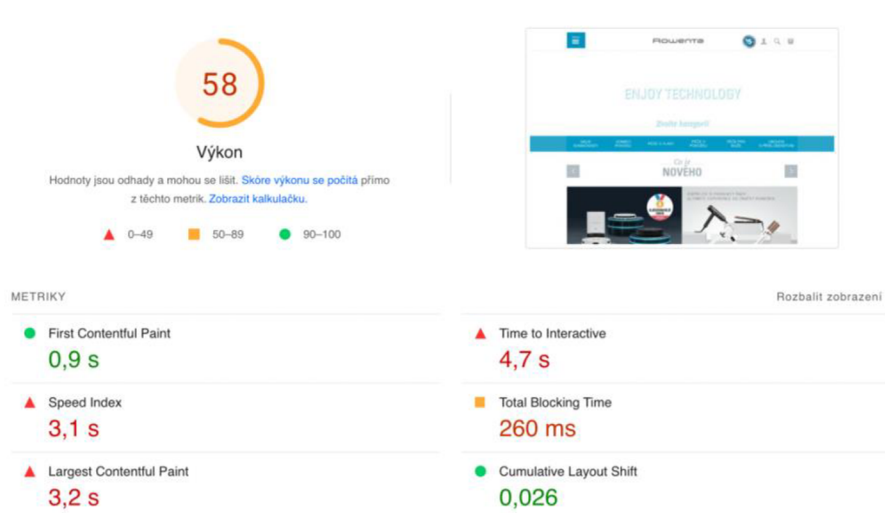 58
Výkon
Hodnoty jsou odhady a mohou se lišit. Skóre výkonu se počítá přímo
z těchto metrik. Zobrazit kalkulačku.
0–49
50–89
90–100
Rowenta
ENJOY TECHNOLOGY
Zvolte kategorii
Co je
NOVÉHO
METRIKY
Rozbalit zobrazení
First Contentful Paint
0,9 s
Time to Interactive
4,7 s
Speed Index
3,1 s
Total Blocking Time
260 ms
Largest Contentful Paint
3,2 s
Cumulative Layout Shift
0,026